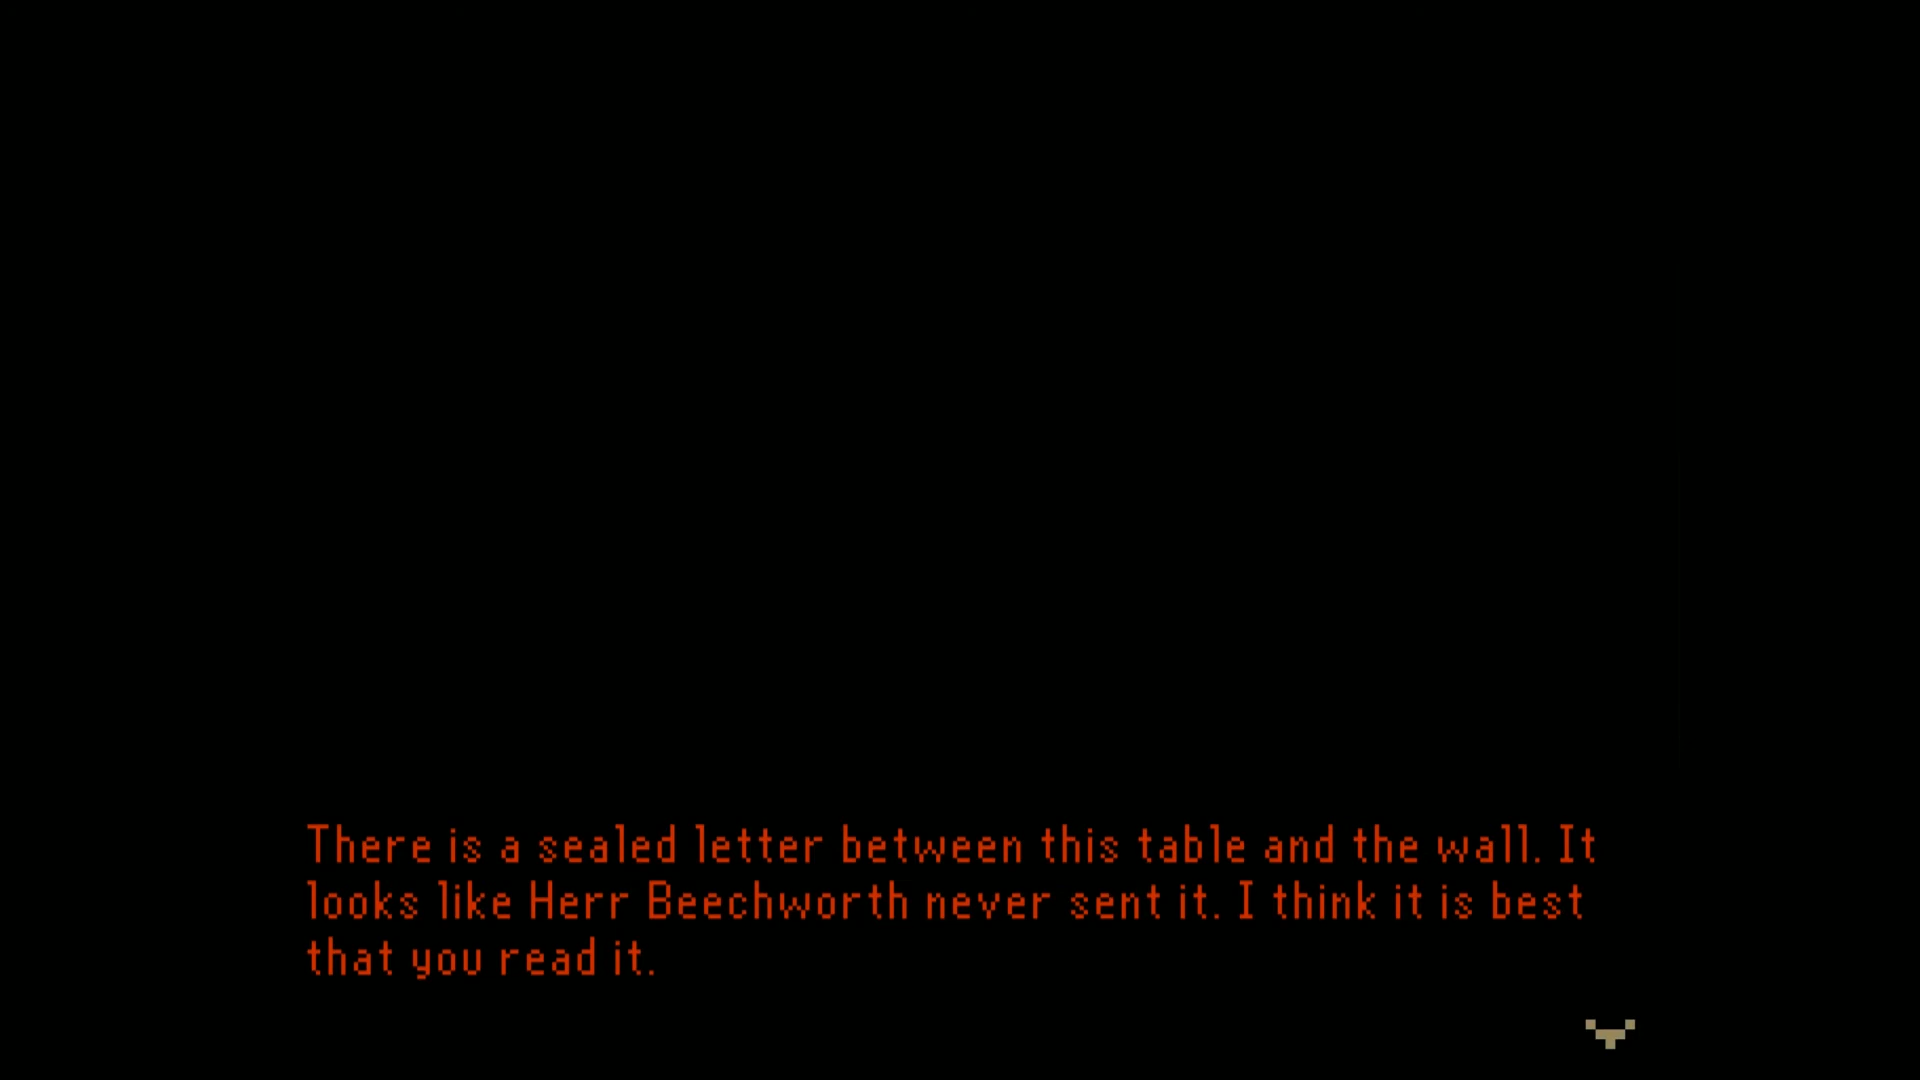 There is a sealed letter between this table and the wall. It
looks like Herr Beechworth never sent it. I think it is best
that you read it.